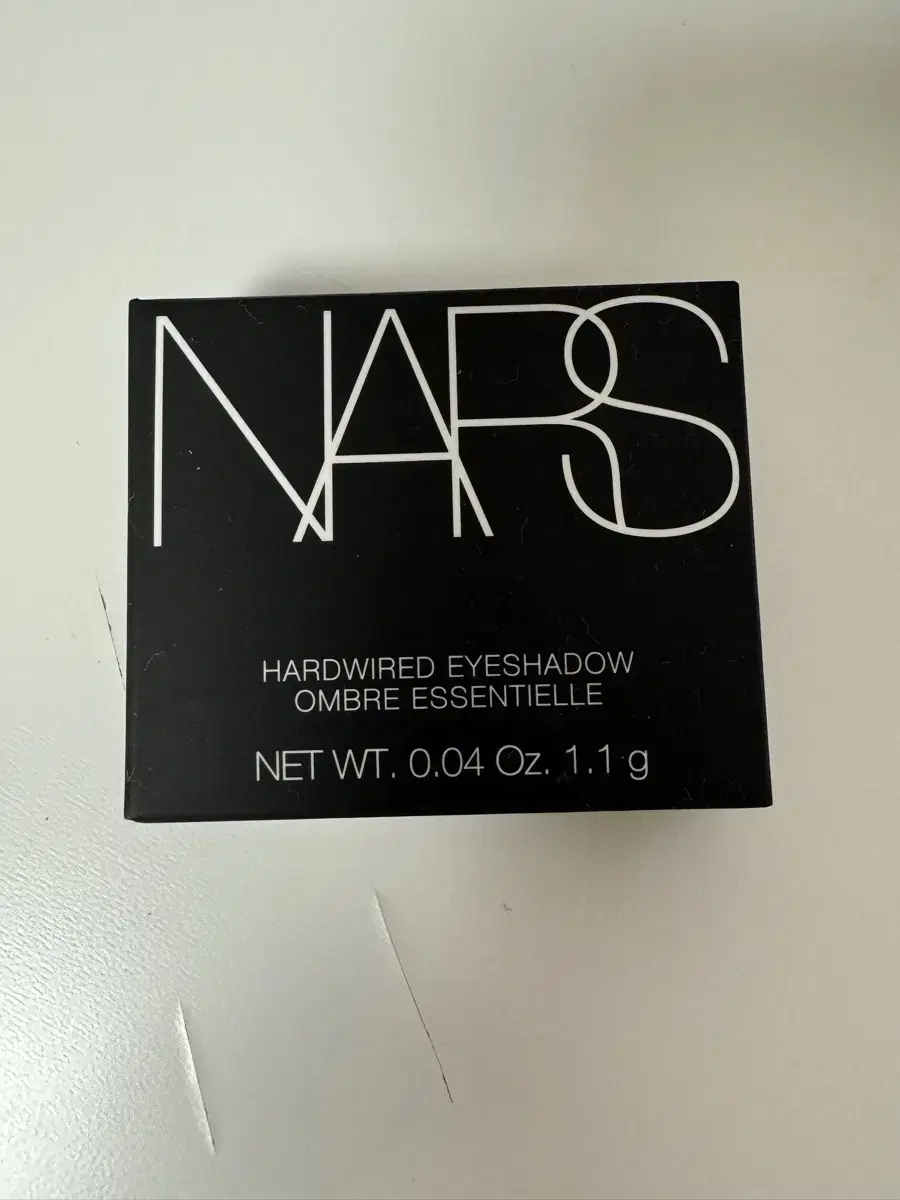 NARS
HARDWIRED EYESHADOW
OMBRE ESSENTIELLE
NET WT. 0.04 Oz. 1.1 g